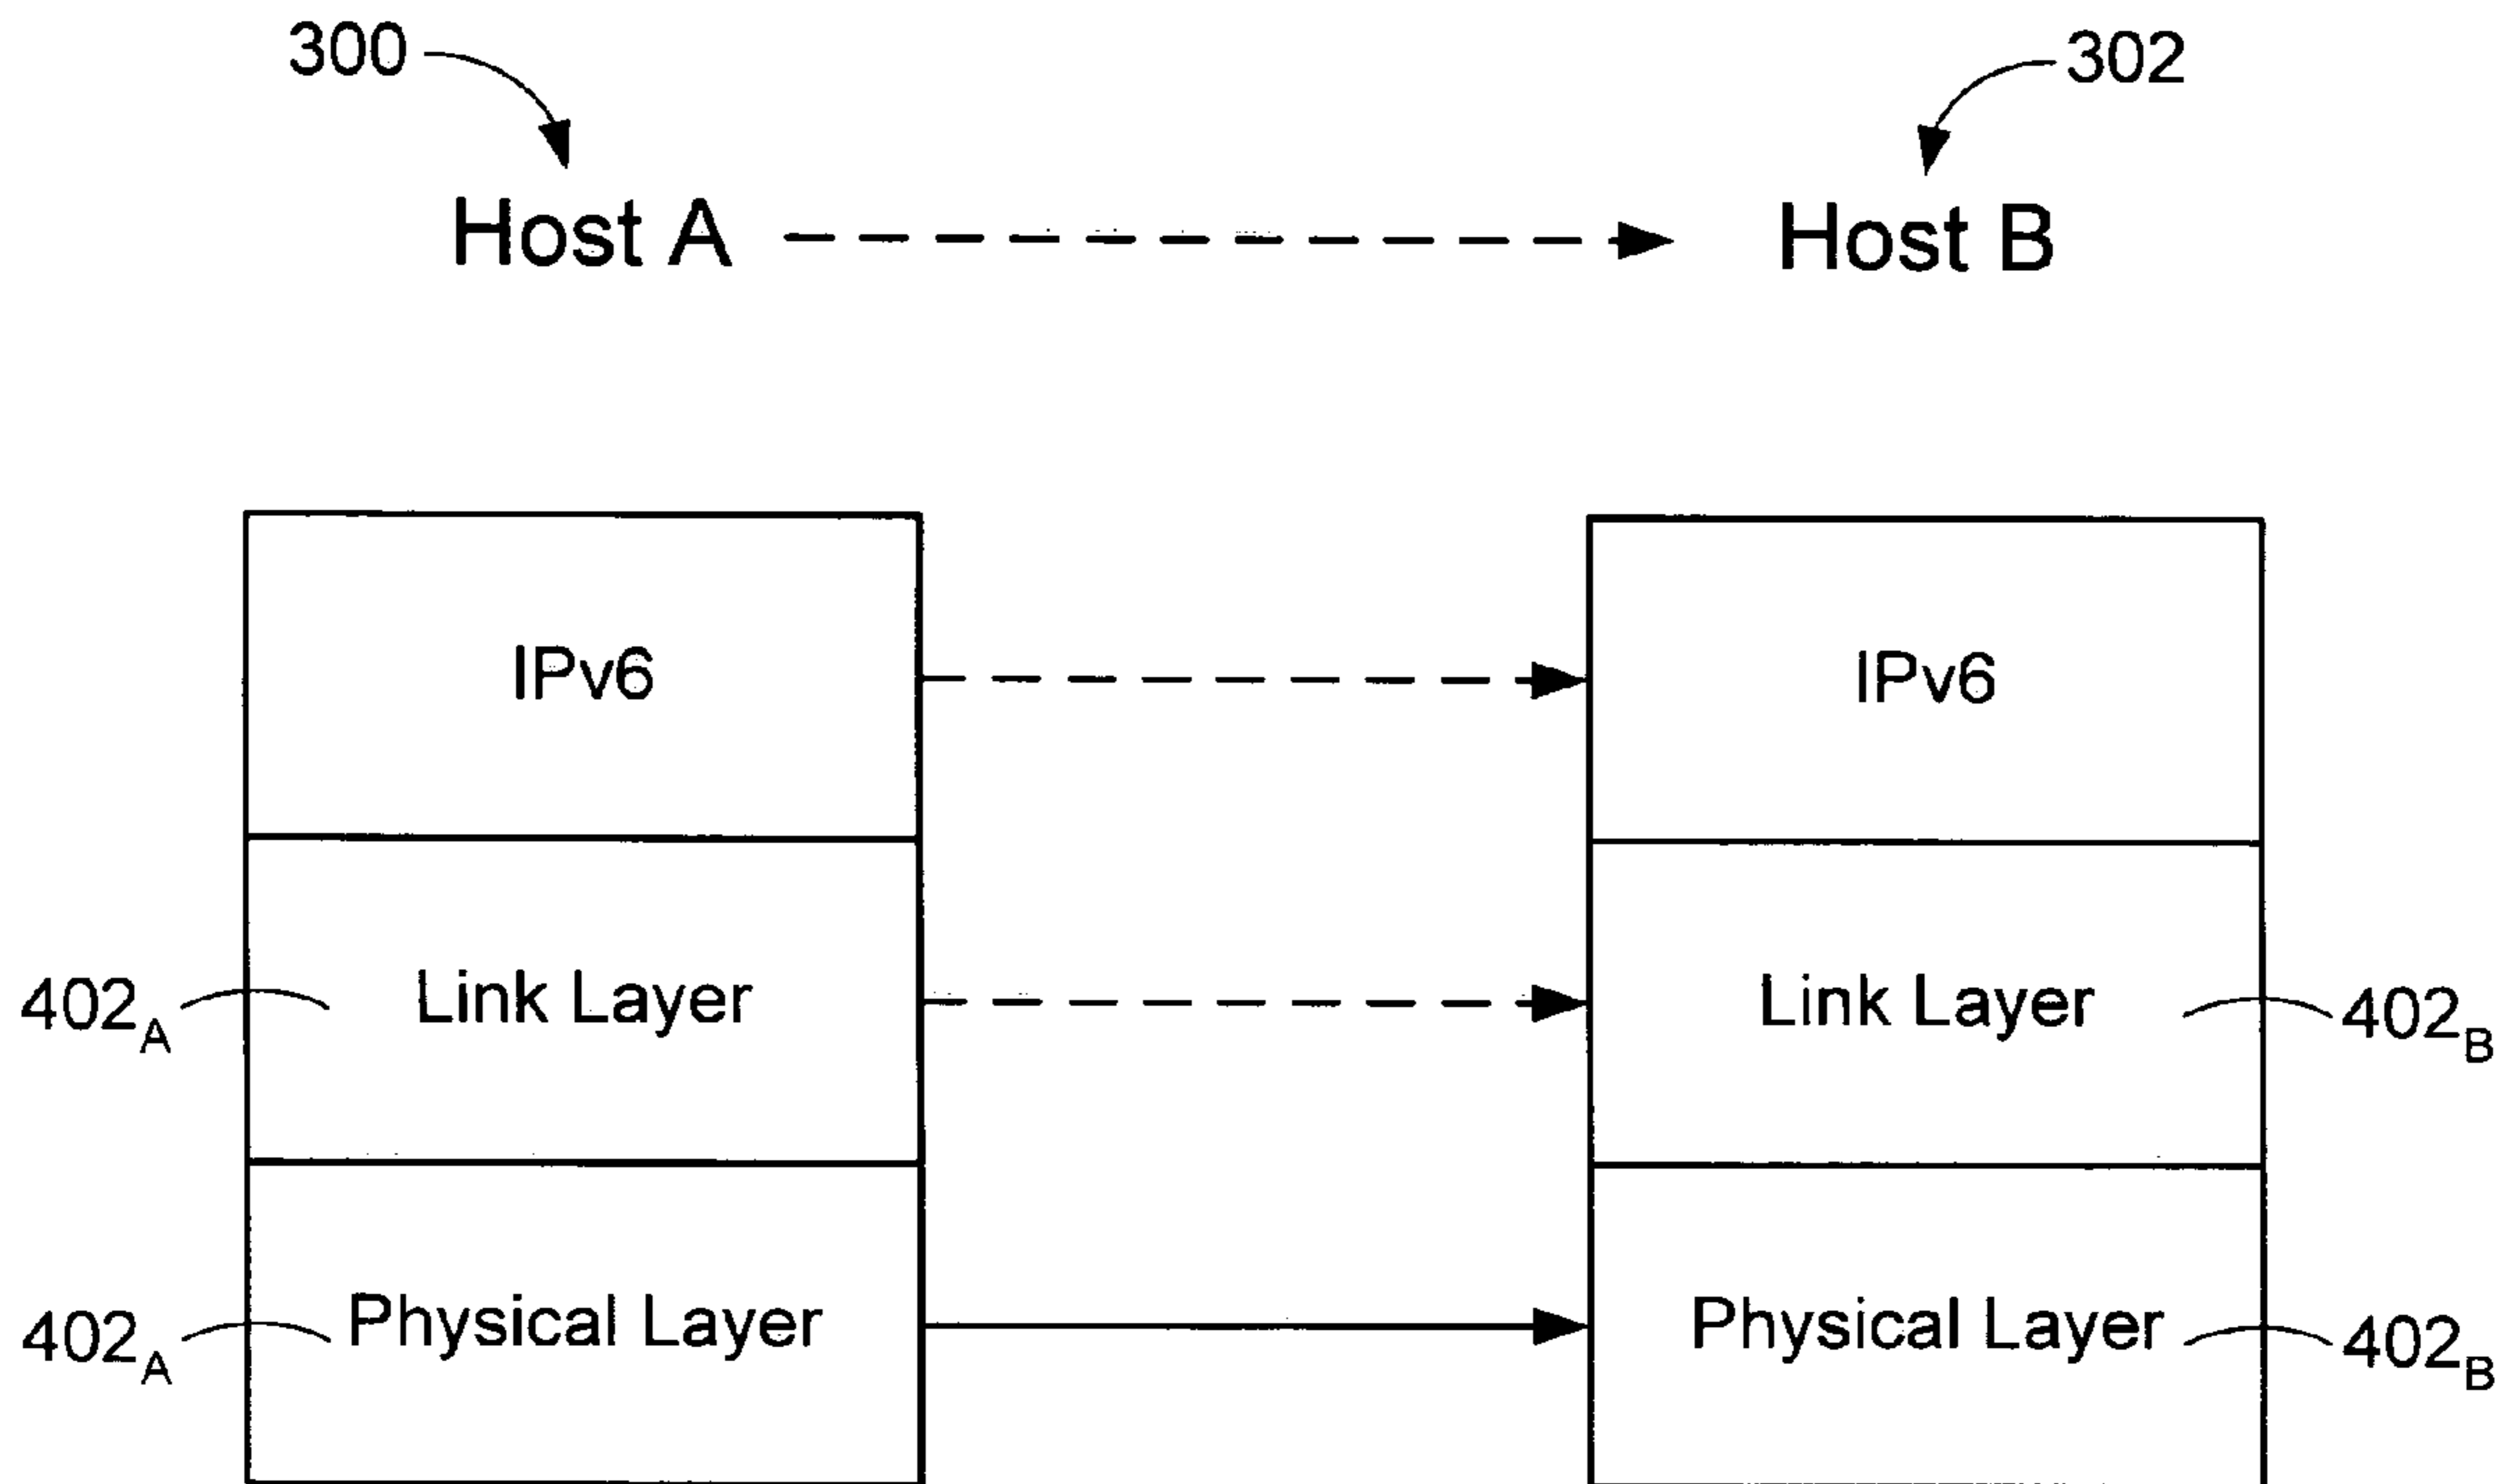 300 302
Host A Host B
IPv6 IPv6
402A Link Layer Link Layer 402B
402A Physical Layer Physical Layer 402B